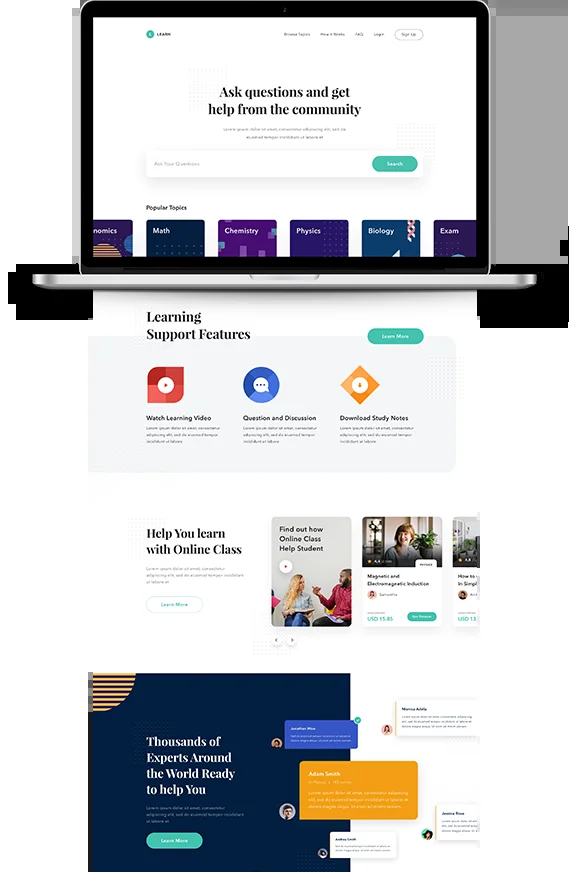 LEARN
Browse Topics How it Works FAQ Login Sign Up
Ask questions and get
help from the community
Lorem ipsum dolor sit amet, consectetur adipiscing elit, sed do
eiusmod tempor incididunt ut labore et
Ask Your Questions Search
Popular Topics
nomics Math Chemistry Physics Biology Exam
Learning
Support Features
Learn More
Watch Learning Video
Lorem ipsum dolor sit amet, consectetur
adipiscing elit, sed do eiusmod tempor
incididunt ut labore
Question and Discussion
Lorem ipsum dolor sit amet, consectetur
adipiscing elit, sed do eiusmod tempor
incididunt ut labore
Download Study Notes
Lorem ipsum dolor sit amet, consectetur
adipiscing elit, sed do eiusmod tempor
incididunt ut labore
Help You learn
with Online Class
Lorem ipsum dolor sit amet, consectetur
adipiscing elit, sed do eiusmod tempor
incididunt ut labore et
Learn More
Find out how
Online Class
Help Student
4,4
PHYSICS
Magnetic and
Electromagnetic Induction
Samantha
USD 15.85
How to
In Simpl
USD 13
Thousands of
Experts Around
the World Ready
to help You
Lorem ipsum dolor sit amet, consectetur
adipiscing elit, sed do eiusmod tempor
incididunt ut labore et
Learn More
Monica Adela
Jonathan Wise
Adam Smith
Jessica Rose
Andrew Smith